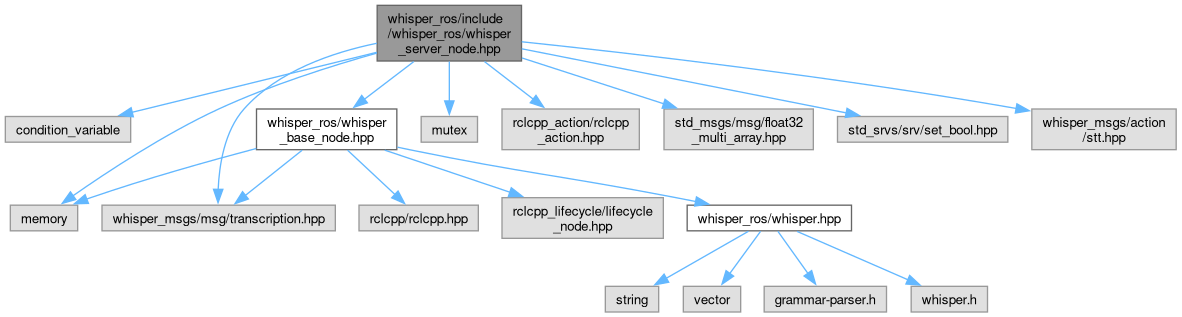 whisper_ros/include
/whisper_ros/whisper
_server_node.hpp
condition_variable
whisper_ros/whisper
_base_node.hpp
mutex
rclcpp_action/rclcpp
_action.hpp
std_msgs/msg/float32
_multi_array.hpp
std_srvs/srv/set_bool.hpp
whisper_msgs/action
/stt.hpp
memory
whisper_msgs/msg/transcription.hpp
rclcpp/rclcpp.hpp
rclcpp_lifecycle/lifecycle
_node.hpp
whisper_ros/whisper.hpp
string
vector
grammar-parser.h
whisper.h